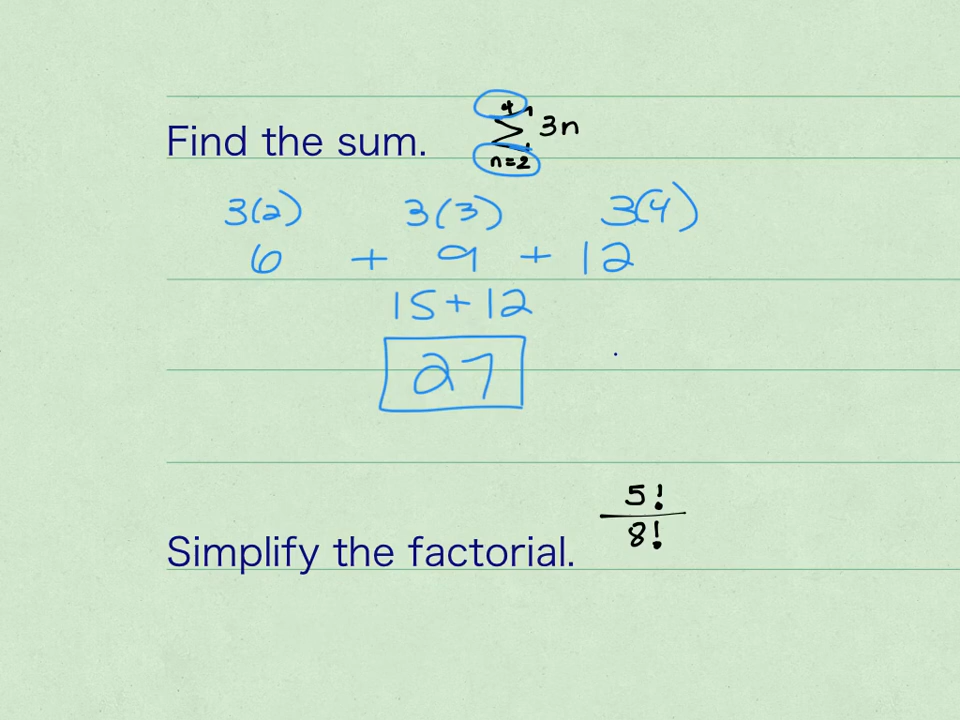 Find the sum.
4
∑ 3n
n=2
3(2) 3(3) 3(4)
6 + 9 + 12
15+12
27
5!
8!
Simplify the factorial.